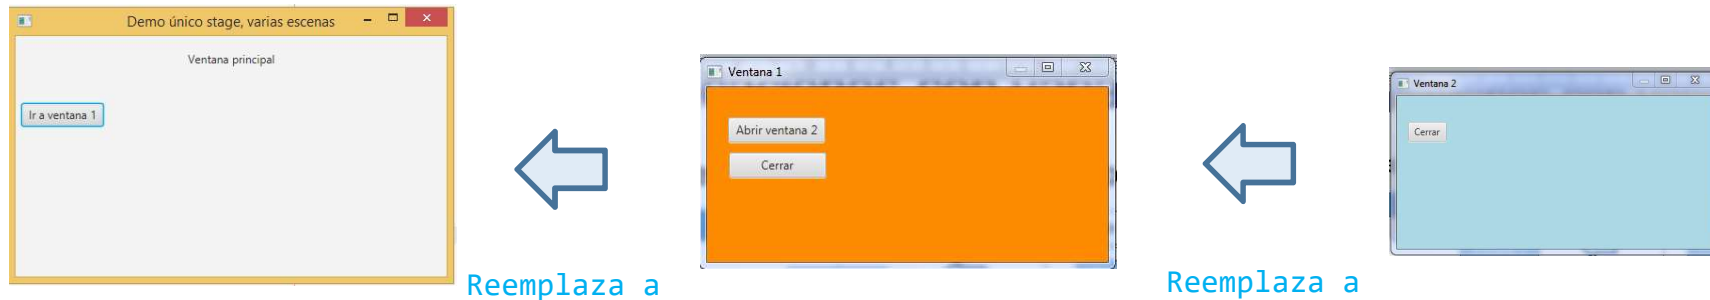 Demo único stage, varias escenas
Ventana principal
Ir a ventana 1
Reemplaza a
Ventana 1
Abrir ventana 2
Cerrar
Reemplaza a
Ventana 2
Cerrar